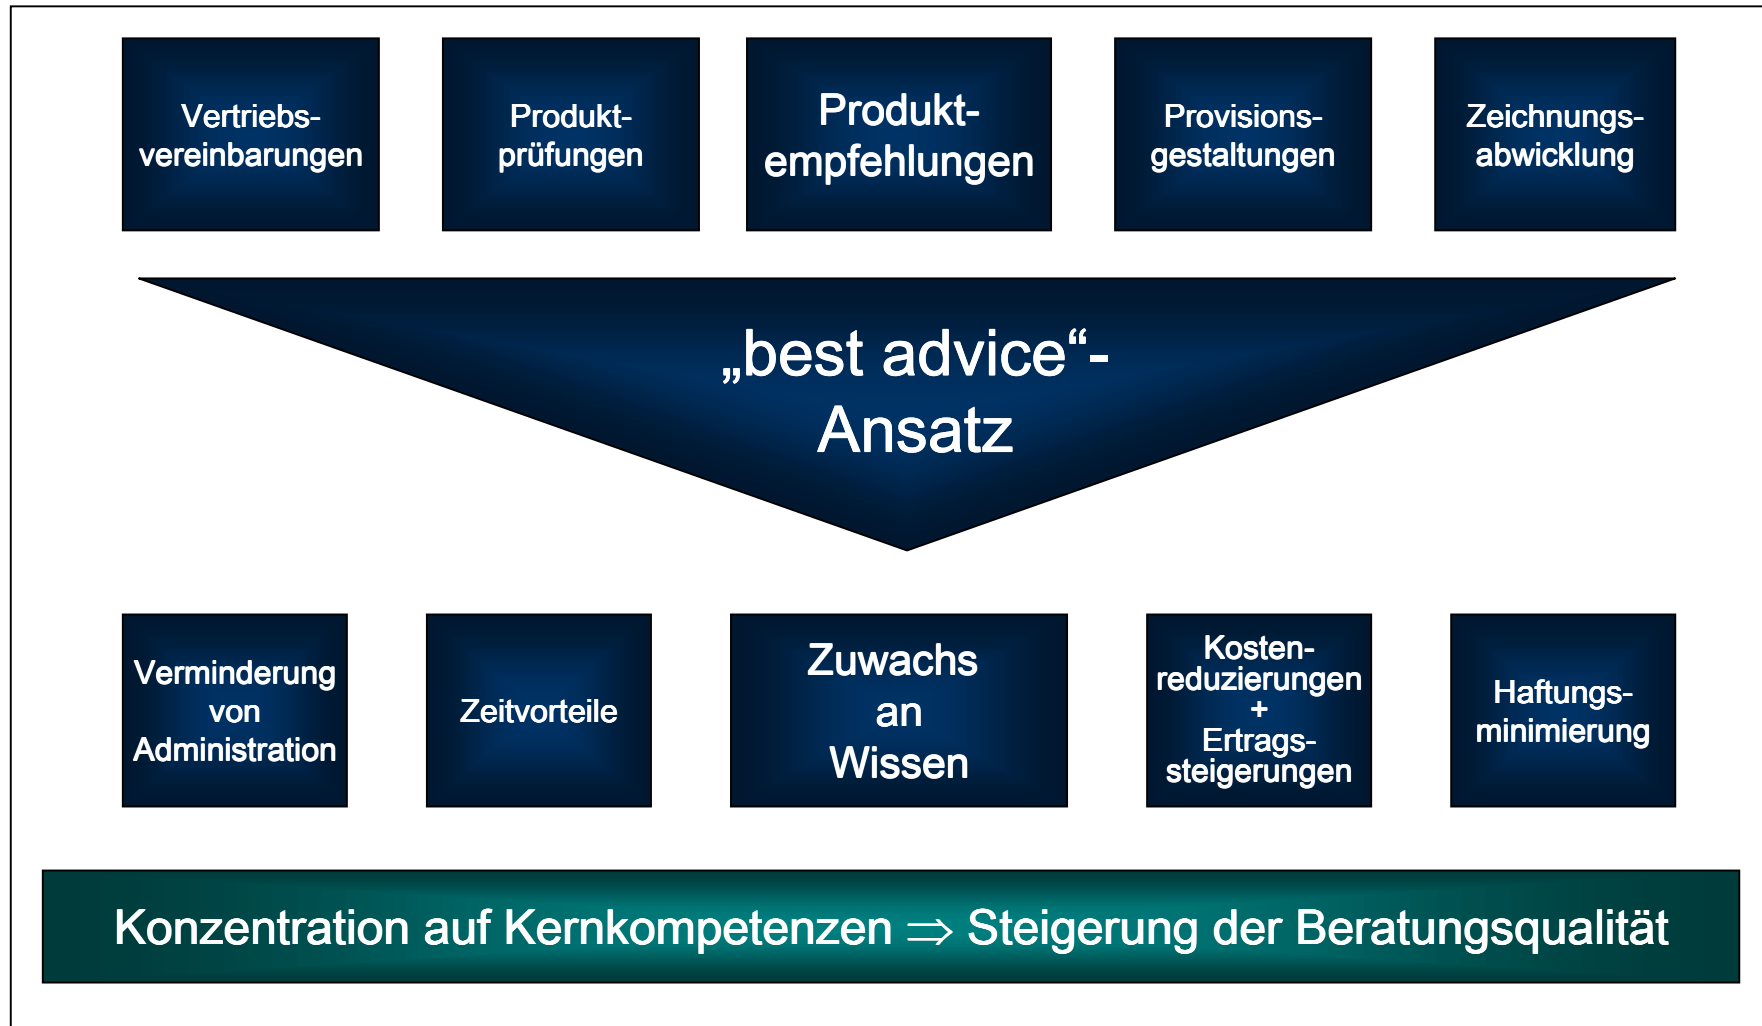 Vertriebs-
vereinbarungen
Produkt-
prüfungen
Produkt-
empfehlungen
Provisions-
gestaltungen
Zeichnungs-
abwicklung
„best advice“-
Ansatz
Verminderung
von
Administration
Zeitvorteile
Zuwachs
an
Wissen
Kosten-
reduzierungen
+
Ertrags-
steigerungen
Haftungs-
minimierung
Konzentration auf Kernkompetenzen ⇒ Steigerung der Beratungsqualität